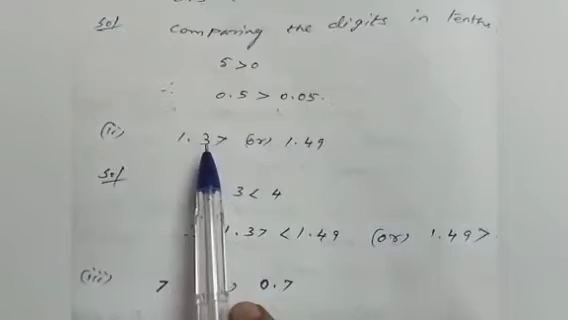 Sol comparing the digits in tenths
5 > 0
∴ 0.5 > 0.05.
(ii) 1.37 (or) 1.49
Sol
3 < 4
1.37 < 1.49 (or) 1.49 >
(iii) 7 , 0.7